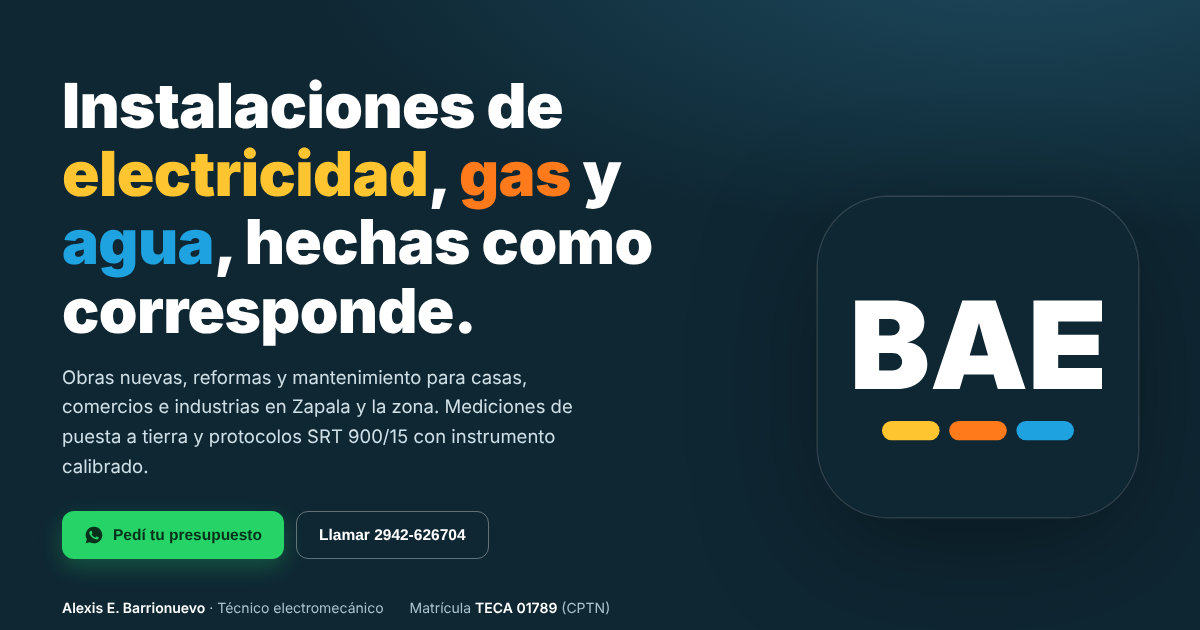 Instalaciones de
electricidad, gas y
agua, hechas como
corresponde.
Obras nuevas, reformas y mantenimiento para casas,
comercios e industrias en Zapala y la zona. Mediciones de
puesta a tierra y protocolos SRT 900/15 con instrumento
calibrado.
Pedí tu presupuesto
Llamar 2942-626704
Alexis E. Barrionuevo · Técnico electromecánico
Matrícula TECA 01789 (CPTN)
BAE